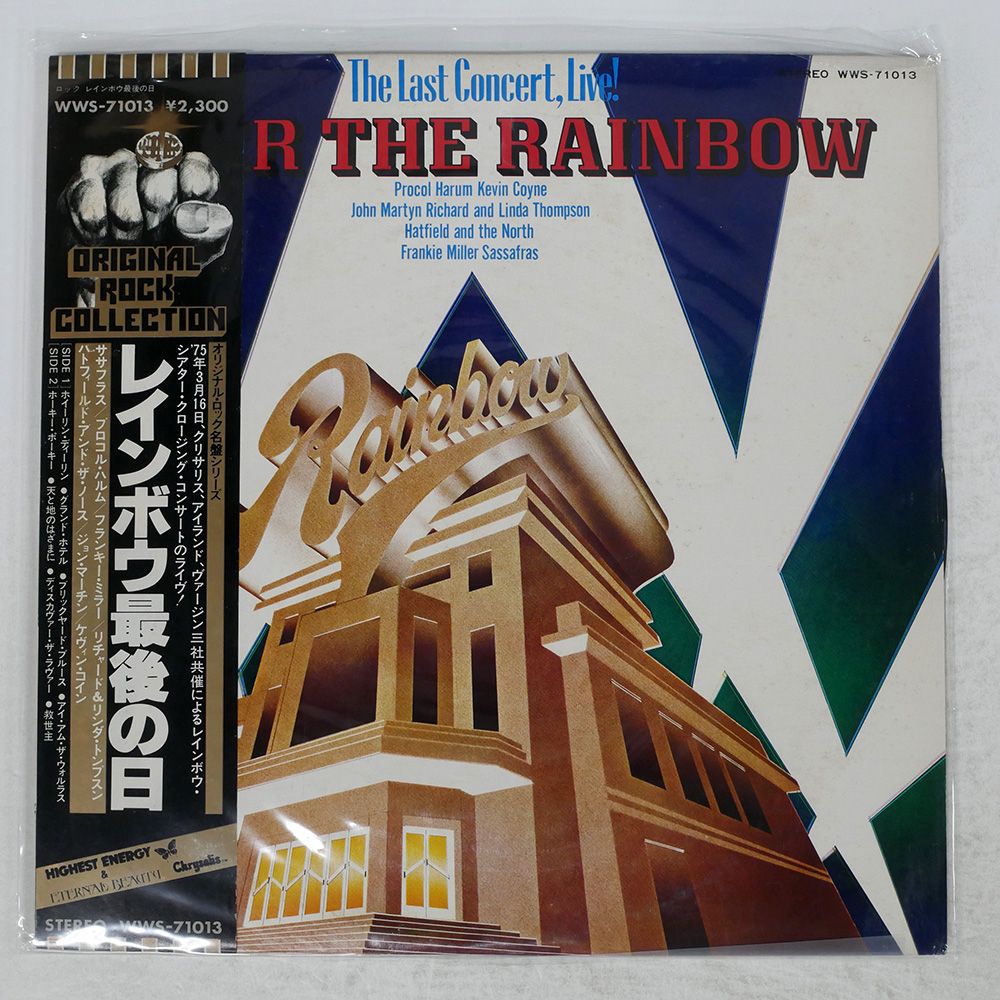 ロック レインボウ最後の日
WWS-71013 ¥2,300
ORIGINAL
ROCK
COLLECTION
オリジナル・ロック名盤シリーズ
'75年3月16日、クリサリス、アイランド、ヴァージン三社共催によるレインボウ・
シアター・クロージング・コンサートのライヴ!
レインボウ最後の日
ササフラス/プロコル・ハルム/フランキー・ミラー/リチャード&リンダ・トンプスン
ハトフィールド・アンド・ザ・ノース/ジョン・マーチン/ケヴィン・コイン
[SIDE 1] ホイーリン・ディーリン ●グランド・ホテル ●ブリックヤード・ブルース ●アイ・アム・ザ・ウォルラス
[SIDE 2] ホーキー・ポーキー ●天と地のはざまに ●ディスカヴァー・ザ・ラヴァー ●救世主
HIGHEST ENERGY
&
ETERNAL BEAUTY
Chrysalis
STEREO WWS-71013
STEREO WWS-71013
The Last Concert, Live!
R THE RAINBOW
Procol Harum Kevin Coyne
John Martyn Richard and Linda Thompson
Hatfield and the North
Frankie Miller Sassafras
Rainbow